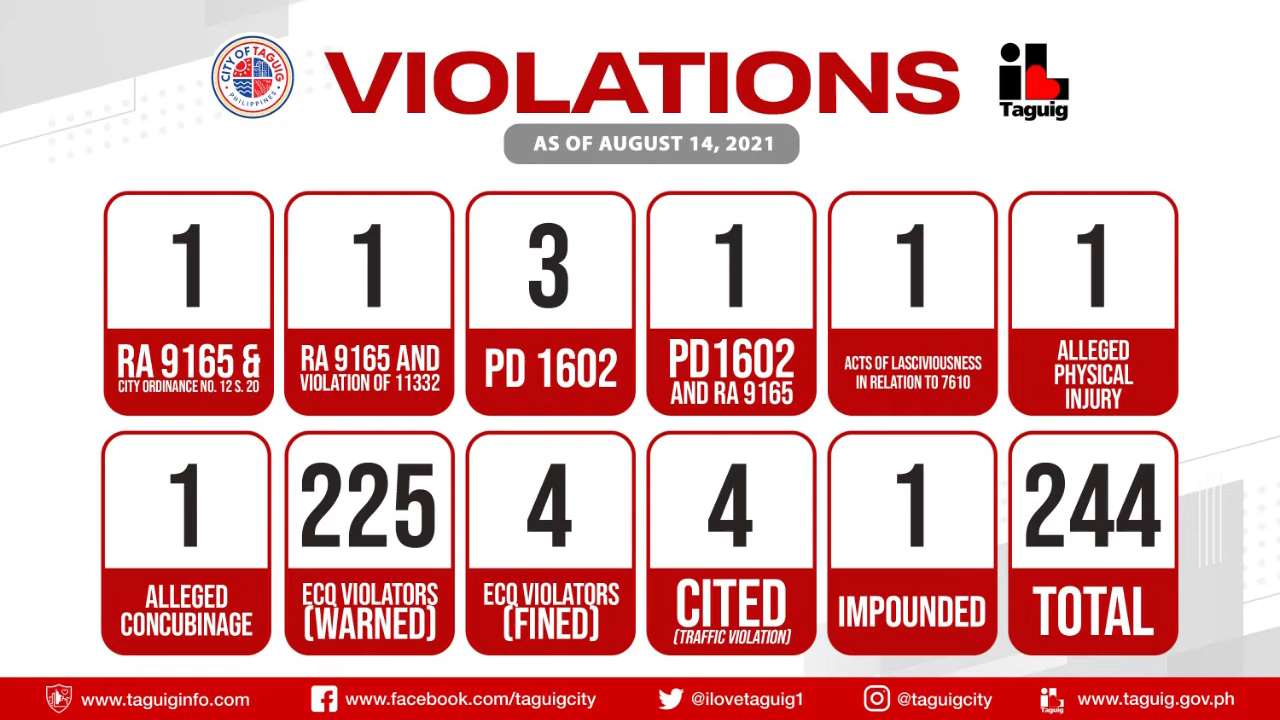 CITY OF TAGUIG
PHILIPPINES
VIOLATIONS
iL
Taguig
AS OF AUGUST 14, 2021
1
RA 9165 &
CITY ORDINANCE NO. 12 S. 20
1
RA 9165 AND
VIOLATION OF 11332
3
PD 1602
1
PD1602
AND RA 9165
1
ACTS OF LASCIVIOUSNESS
IN RELATION TO 7610
1
ALLEGED
PHYSICAL
INJURY
1
ALLEGED
CONCUBINAGE
225
ECQ VIOLATORS
(WARNED)
4
ECQ VIOLATORS
(FINED)
4
CITED
(TRAFFIC VIOLATION)
1
IMPOUNDED
244
TOTAL
www.taguiginfo.com
www.facebook.com/taguigcity
@ilovetaguig1
@taguigcity
iL
Taguig
www.taguig.gov.ph